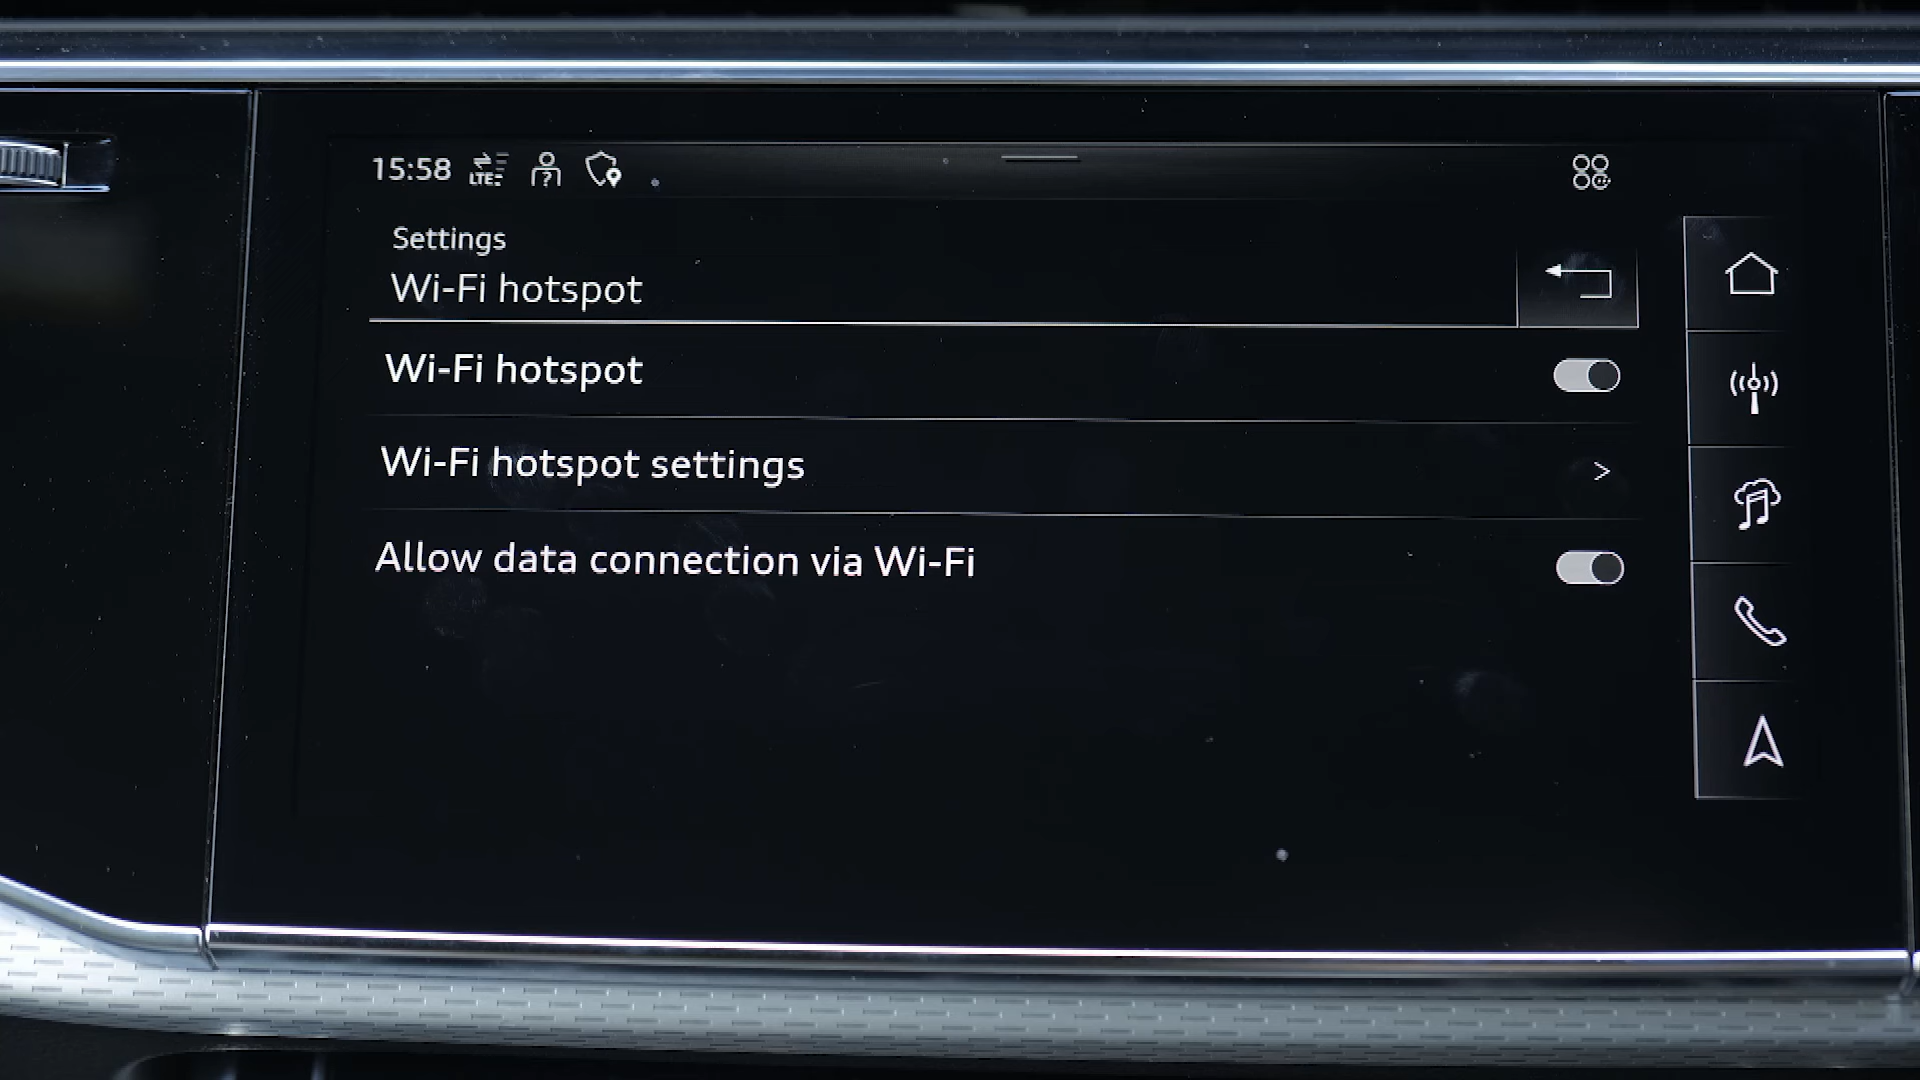 15:58 LTE ?
Settings
Wi-Fi hotspot
Wi-Fi hotspot
Wi-Fi hotspot settings
Allow data connection via Wi-Fi